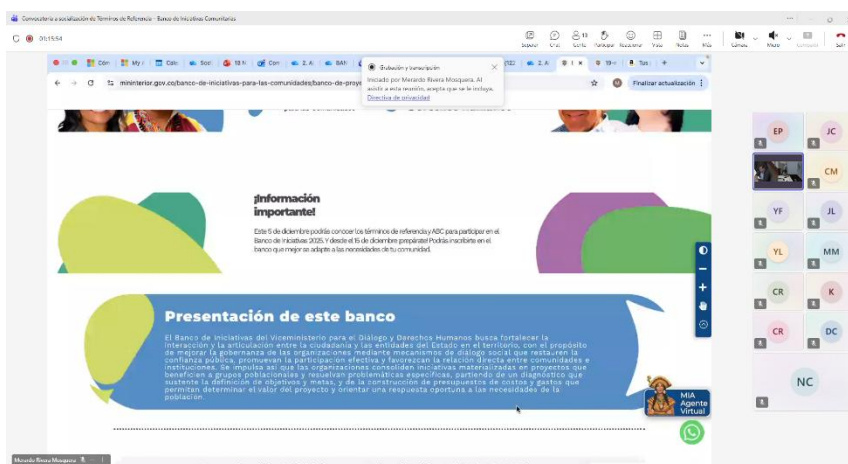 Convocatoria a socialización de Términos de Referencia - Banco de Iniciativas Comunitarias
01:15:54
Chat
Vista
Notas
Más
Cámara
Micro
Salir
Grabación y transcripción
Iniciado por Merardo Rivera Mosquera. Al
asistir a esta reunión, acepta que se le incluya.
Directiva de privacidad
mininterior.gov.co/banco-de-iniciativas-para-las-comunidades/banco-de-proye
Finalizar actualización
¡Información
importante!
Este 5 de diciembre podrás conocer los términos de referencia y ABC para participar en el
Banco de Iniciativas 2025. Y desde el 15 de diciembre ¡prepárate! Podrás inscribirte en el
banco que mejor se adapte a las necesidades de tu comunidad.
Presentación de este banco
El Banco de Iniciativas del Viceministerio para el Diálogo y Derechos Humanos busca fortalecer la
interacción y la articulación entre la ciudadanía y las entidades del Estado en el territorio, con el propósito
de mejorar la gobernanza de las organizaciones mediante mecanismos de diálogo social que restauren la
confianza pública, promuevan la participación efectiva y favorezcan la relación directa entre comunidades e
instituciones. Se impulsa así que las organizaciones consoliden iniciativas materializadas en proyectos que
beneficien a grupos poblacionales y resuelvan problemáticas específicas, partiendo de un diagnóstico que
sustente la definición de objetivos y metas, y de la construcción de presupuestos de costos y gastos que
permitan determinar el valor del proyecto y orientar una respuesta oportuna a las necesidades de la
población.
MIA
Agente
Virtual
EP
JC
CM
YF
JL
YL
MM
CR
K
CR
DC
NC
Merardo Rivera Mosquera